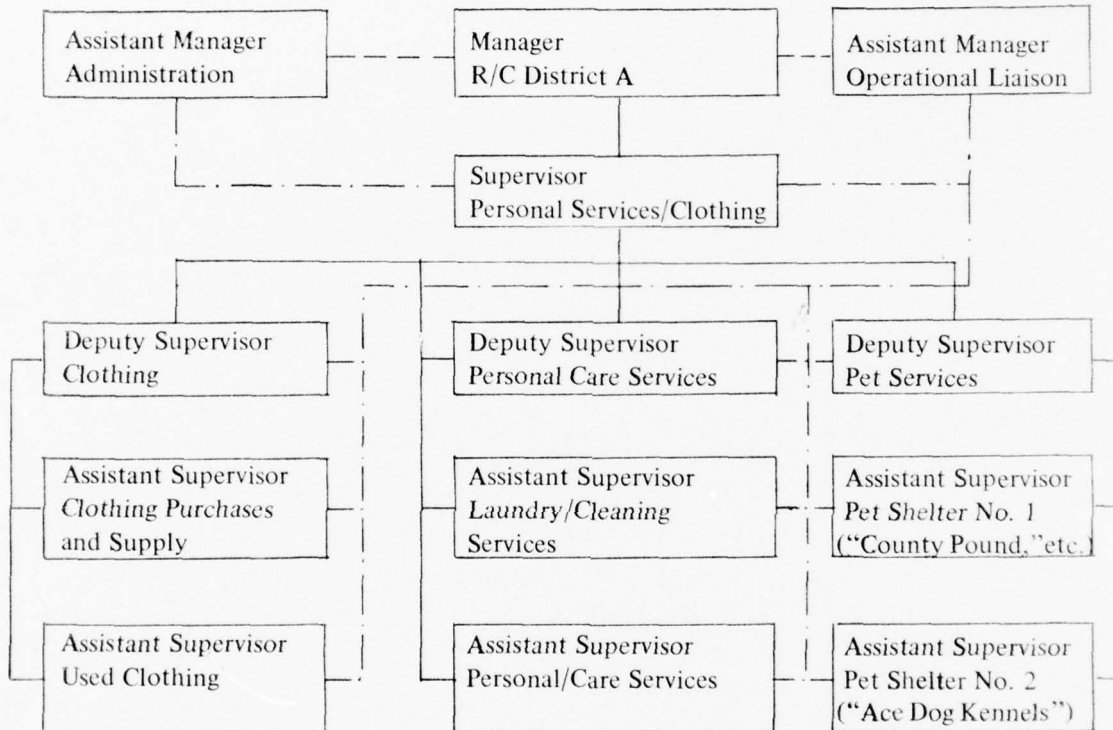 Assistant Manager
Administration
Manager
R/C District A
Assistant Manager
Operational Liaison
Supervisor
Personal Services/Clothing
Deputy Supervisor
Clothing
Deputy Supervisor
Personal Care Services
Deputy Supervisor
Pet Services
Assistant Supervisor
Clothing Purchases
and Supply
Assistant Supervisor
Laundry/Cleaning
Services
Assistant Supervisor
Pet Shelter No. 1
(“County Pound,”etc.)
Assistant Supervisor
Used Clothing
Assistant Supervisor
Personal/Care Services
Assistant Supervisor
Pet Shelter No. 2
(“Ace Dog Kennels”)